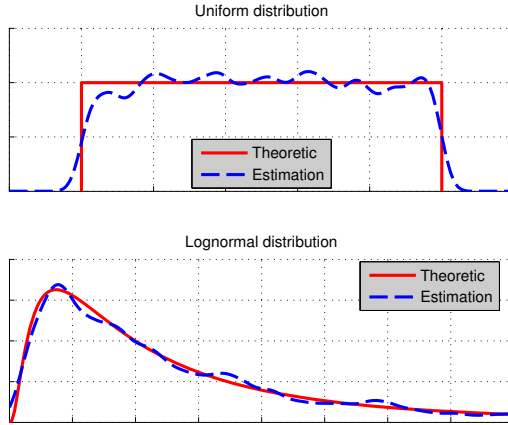 Uniform distribution
Theoretic
Estimation
Lognormal distribution
Theoretic
Estimation